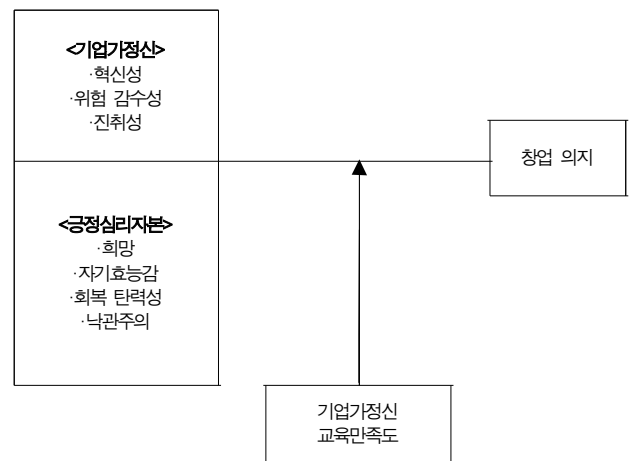 <기업가정신>
·혁신성
·위험 감수성
·진취성
창업 의지
<긍정심리자본>
·희망
·자기효능감
·회복 탄력성
·낙관주의
기업가정신
교육만족도